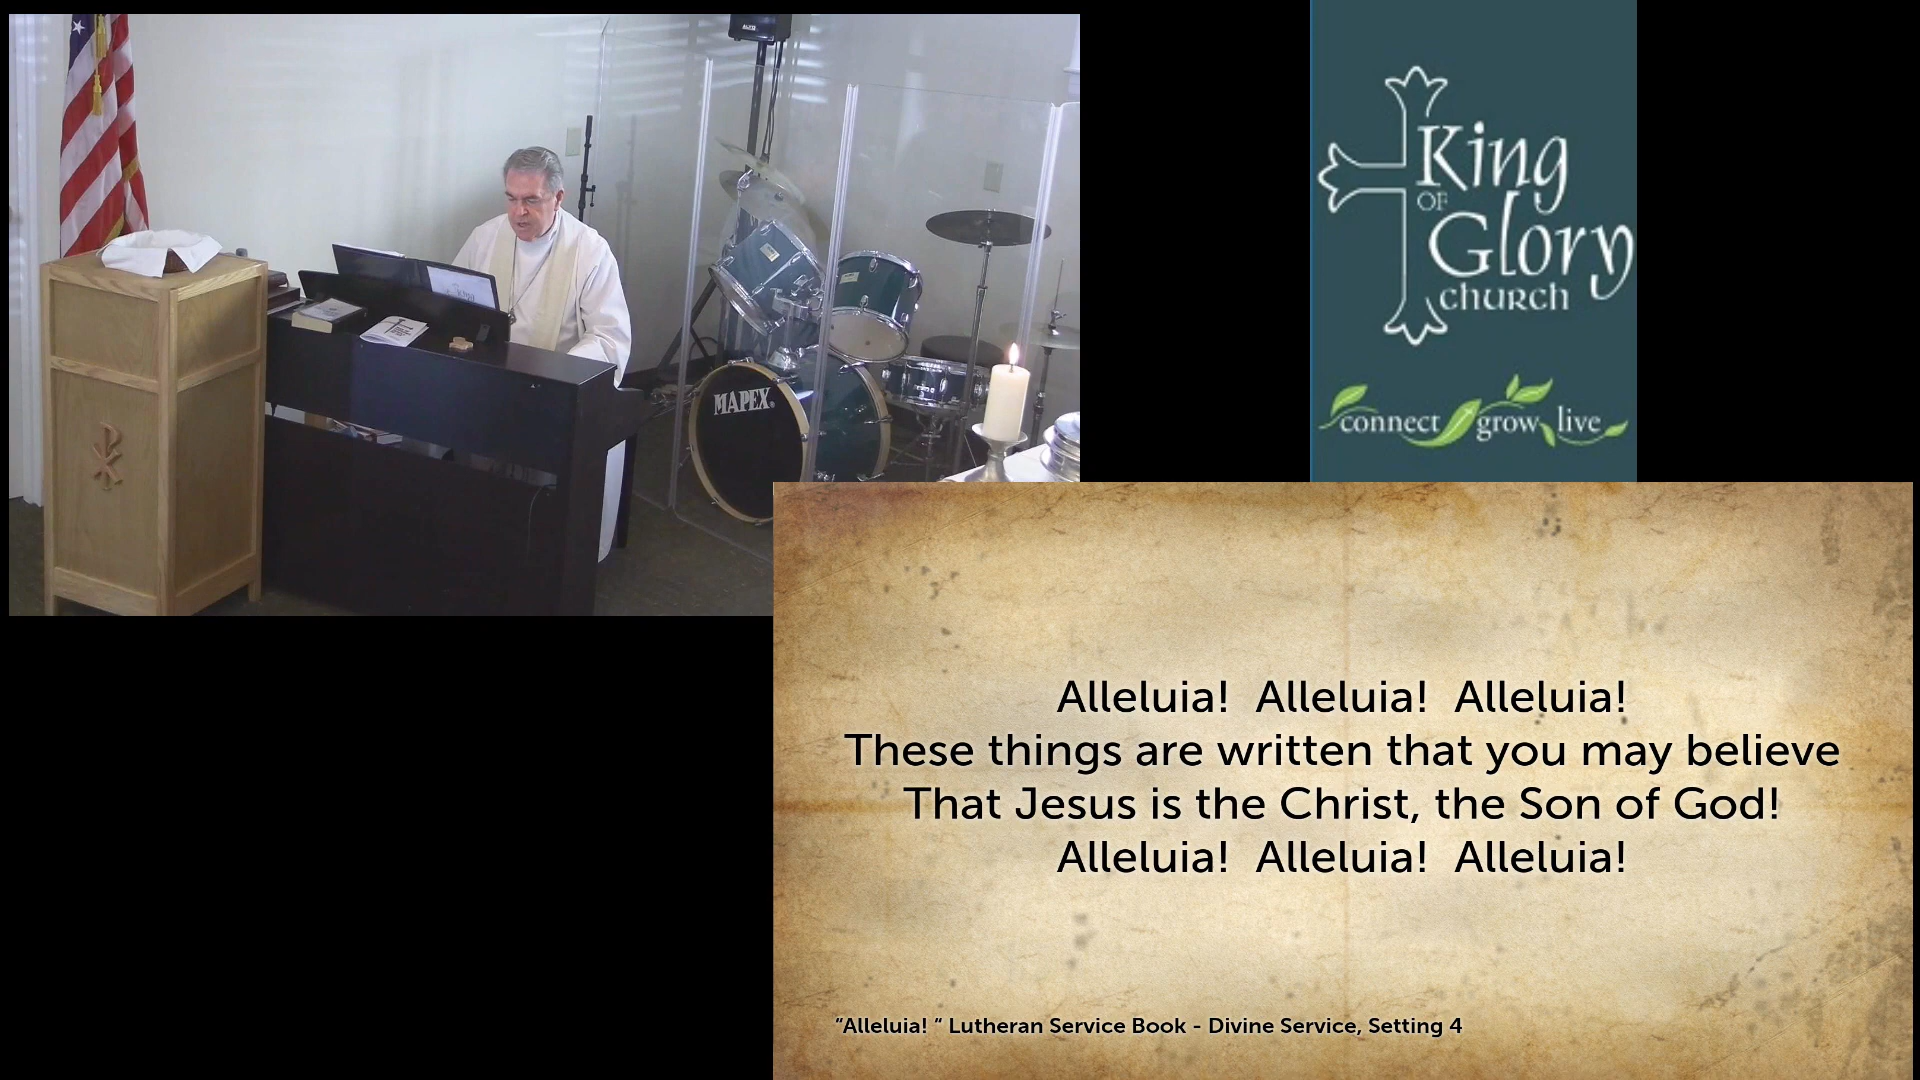 MAPEX
King
OF
Glory
church
connect grow live
Alleluia!  Alleluia!  Alleluia!
These things are written that you may believe
That Jesus is the Christ, the Son of God!
Alleluia!  Alleluia!  Alleluia!
“Alleluia! “ Lutheran Service Book - Divine Service, Setting 4